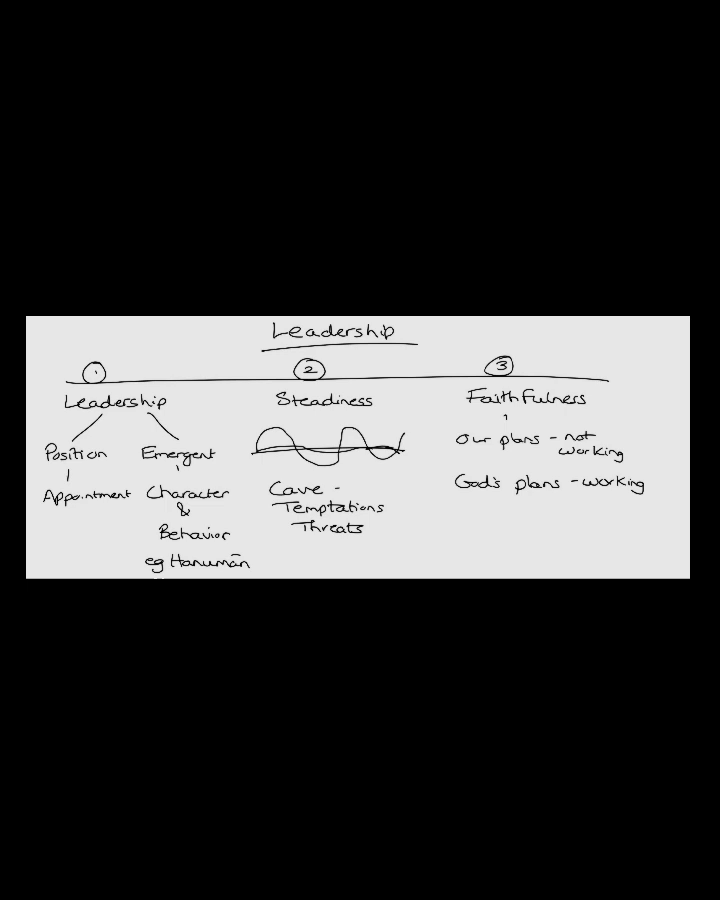 Leadership
1 2 3
Leadership
Position Emergent
Appointment Character
&
Behavior
eg Hanumān
Steadiness
Cave -
Temptations
Threats
Faithfulness
Our plans - not
working
God's plans - working